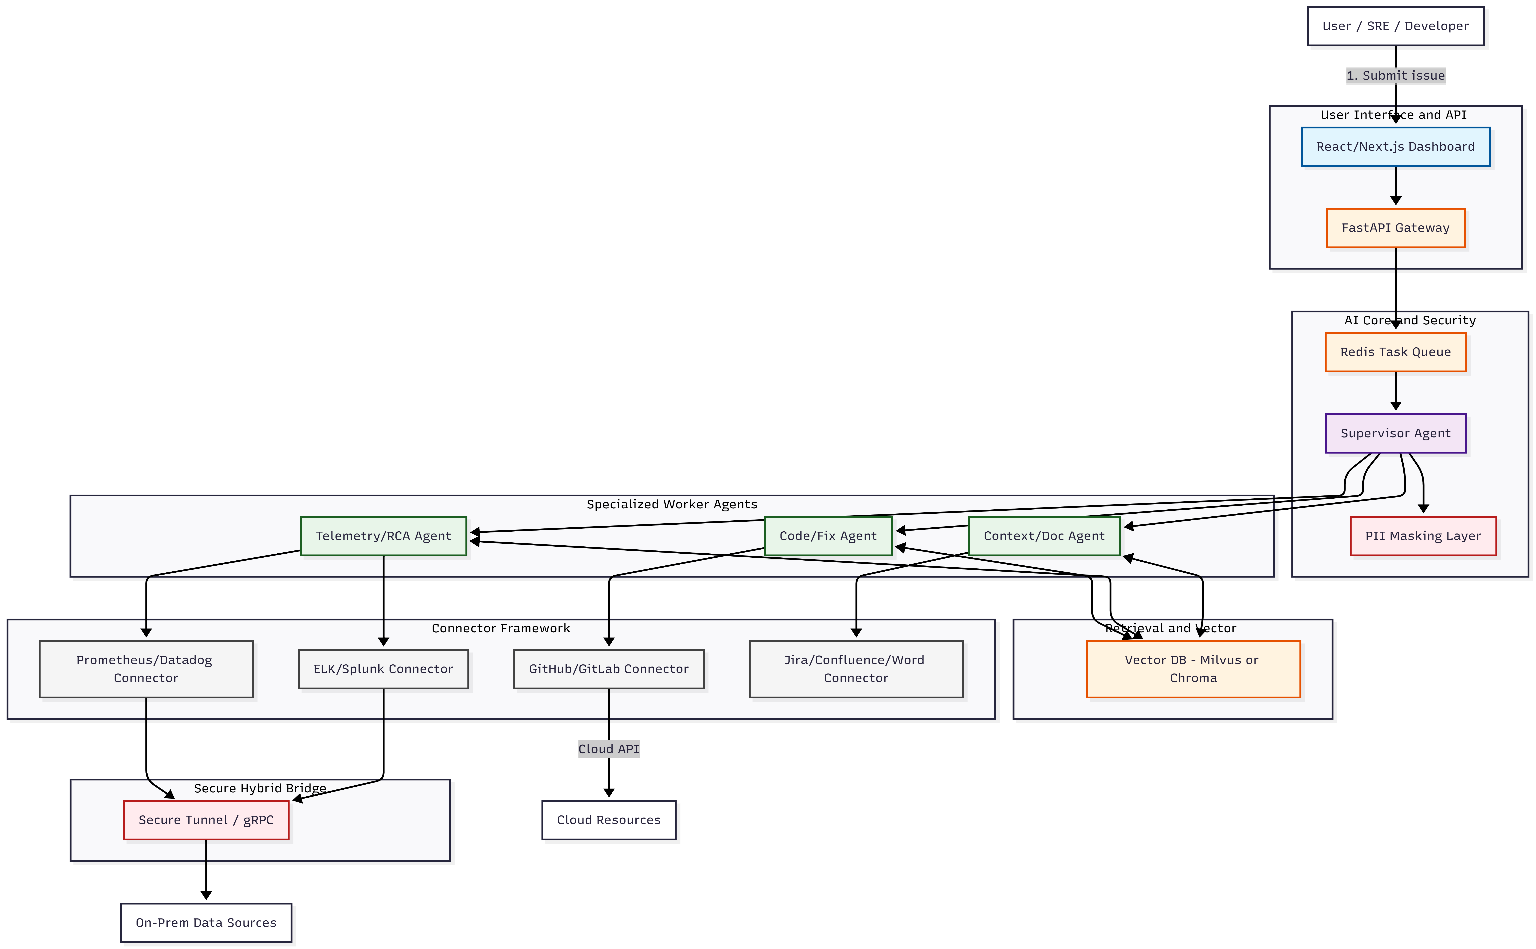 User / SRE / Developer
1. Submit issue
User Interface and API
React/Next.js Dashboard
FastAPI Gateway
AI Core and Security
Redis Task Queue
Supervisor Agent
PII Masking Layer
Specialized Worker Agents
Telemetry/RCA Agent
Code/Fix Agent
Context/Doc Agent
Connector Framework
Prometheus/Datadog
Connector
ELK/Splunk Connector
GitHub/GitLab Connector
Jira/Confluence/Word
Connector
Retrieval and Vector
Vector DB - Milvus or
Chroma
Cloud API
Secure Hybrid Bridge
Secure Tunnel / gRPC
Cloud Resources
On-Prem Data Sources